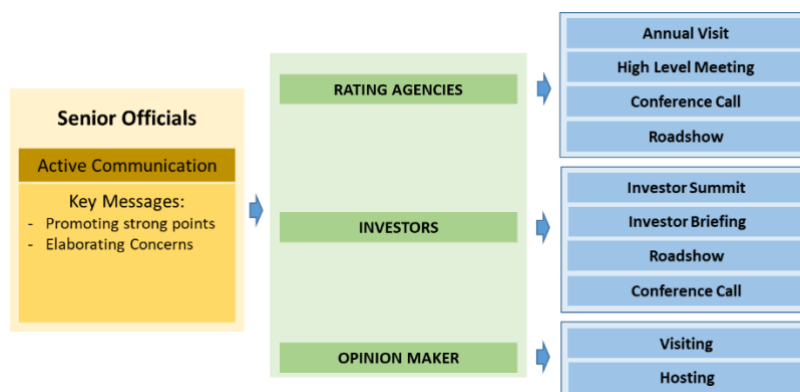 Senior Officials
Active Communication
Key Messages:
- Promoting strong points
- Elaborating Concerns
RATING AGENCIES
INVESTORS
OPINION MAKER
Annual Visit
High Level Meeting
Conference Call
Roadshow
Investor Summit
Investor Briefing
Roadshow
Conference Call
Visiting
Hosting